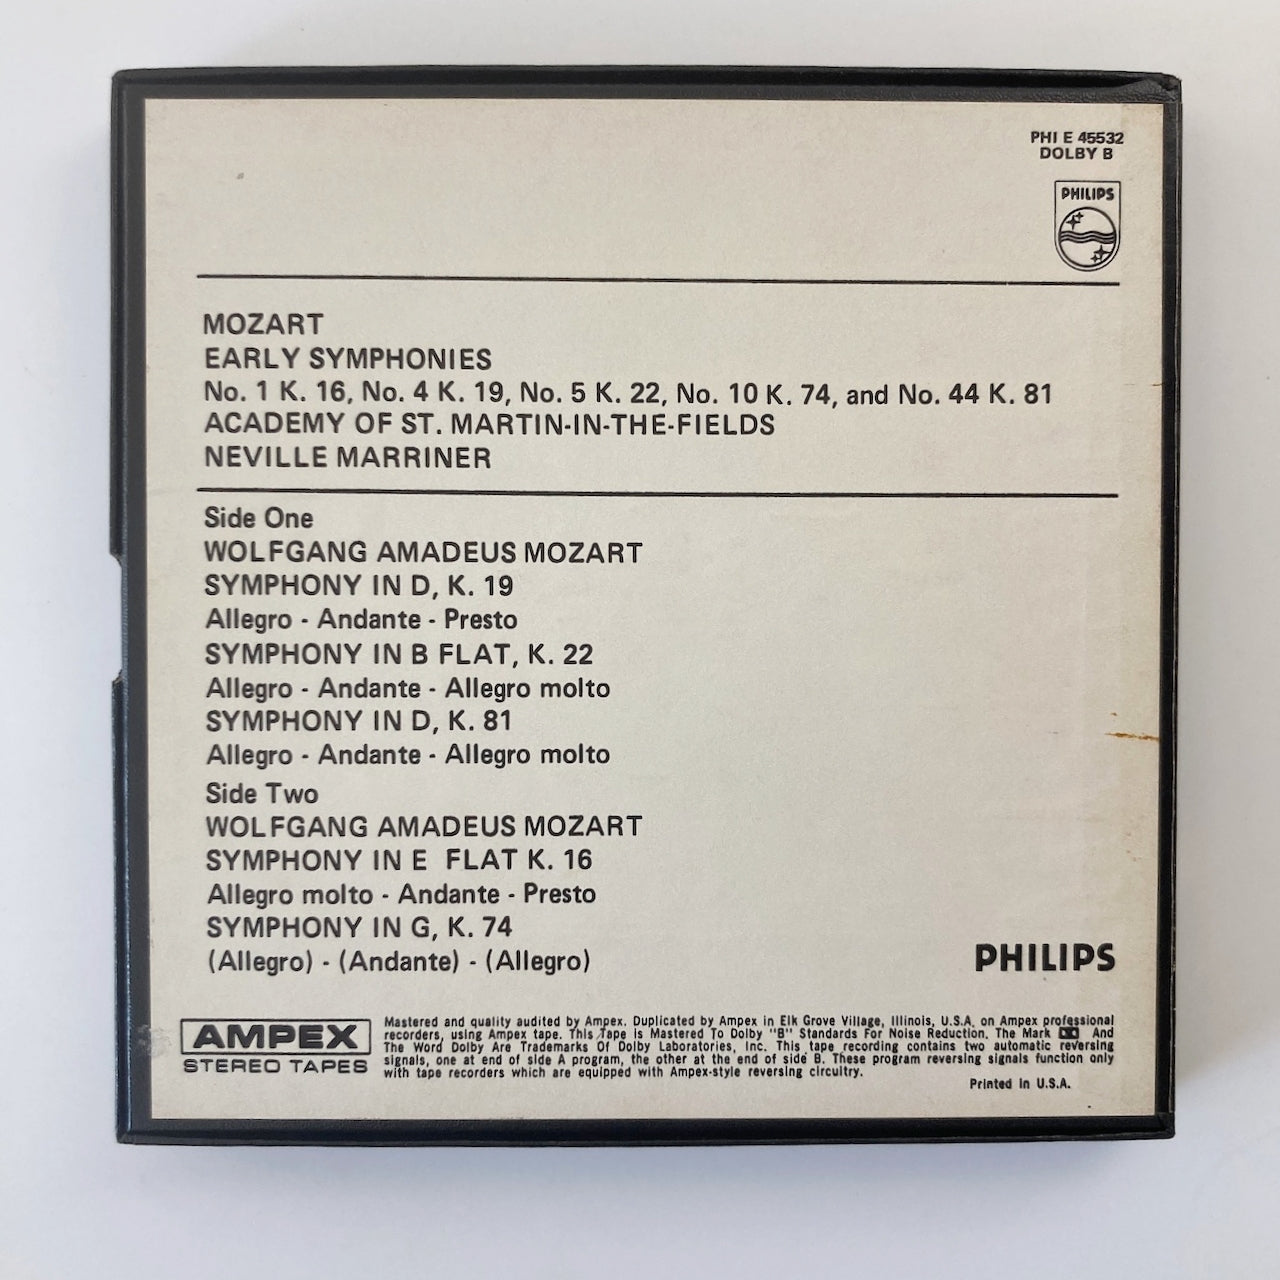 PHI E 45532
DOLBY B
PHILIPS
MOZART
EARLY SYMPHONIES
No. 1 K. 16, No. 4 K. 19, No. 5 K. 22, No. 10 K. 74, and No. 44 K. 81
ACADEMY OF ST. MARTIN-IN-THE-FIELDS
NEVILLE MARRINER
Side One
WOLFGANG AMADEUS MOZART
SYMPHONY IN D, K. 19
Allegro - Andante - Presto
SYMPHONY IN B FLAT, K. 22
Allegro - Andante - Allegro molto
SYMPHONY IN D, K. 81
Allegro - Andante - Allegro molto
Side Two
WOLFGANG AMADEUS MOZART
SYMPHONY IN E FLAT K. 16
Allegro molto - Andante - Presto
SYMPHONY IN G, K. 74
(Allegro) - (Andante) - (Allegro)
PHILIPS
AMPEX
STEREO TAPES
Mastered and quality audited by Ampex. Duplicated by Ampex in Elk Grove Village, Illinois, U.S.A. on Ampex professional
recorders, using Ampex tape. This Tape is Mastered To Dolby "B" Standards For Noise Reduction. The Mark And
The Word Dolby Are Trademarks Of Dolby Laboratories, Inc. This tape recording contains two automatic reversing
signals, one at end of side A program, the other at the end of side B. These program reversing signals function only
with tape recorders which are equipped with Ampex-style reversing circuitry.
Printed in U.S.A.